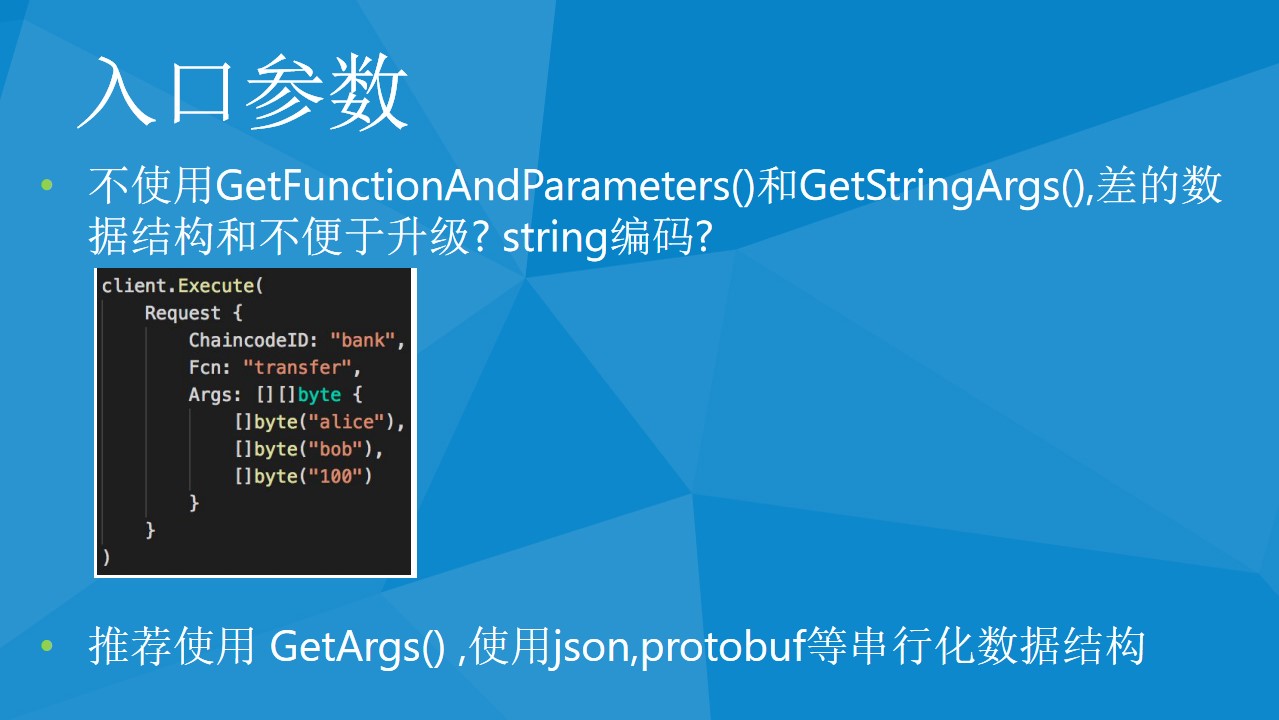 入口参数
不使用GetFunctionAndParameters()和GetStringArgs(),差的数
据结构和不便于升级? string编码?
client.Execute(
Request {
ChaincodeID: "bank",
Fcn: "transfer",
Args: [][]byte {
[]byte("alice"),
[]byte("bob"),
[]byte("100")
}
}
)
推荐使用 GetArgs() ,使用json,protobuf等串行化数据结构